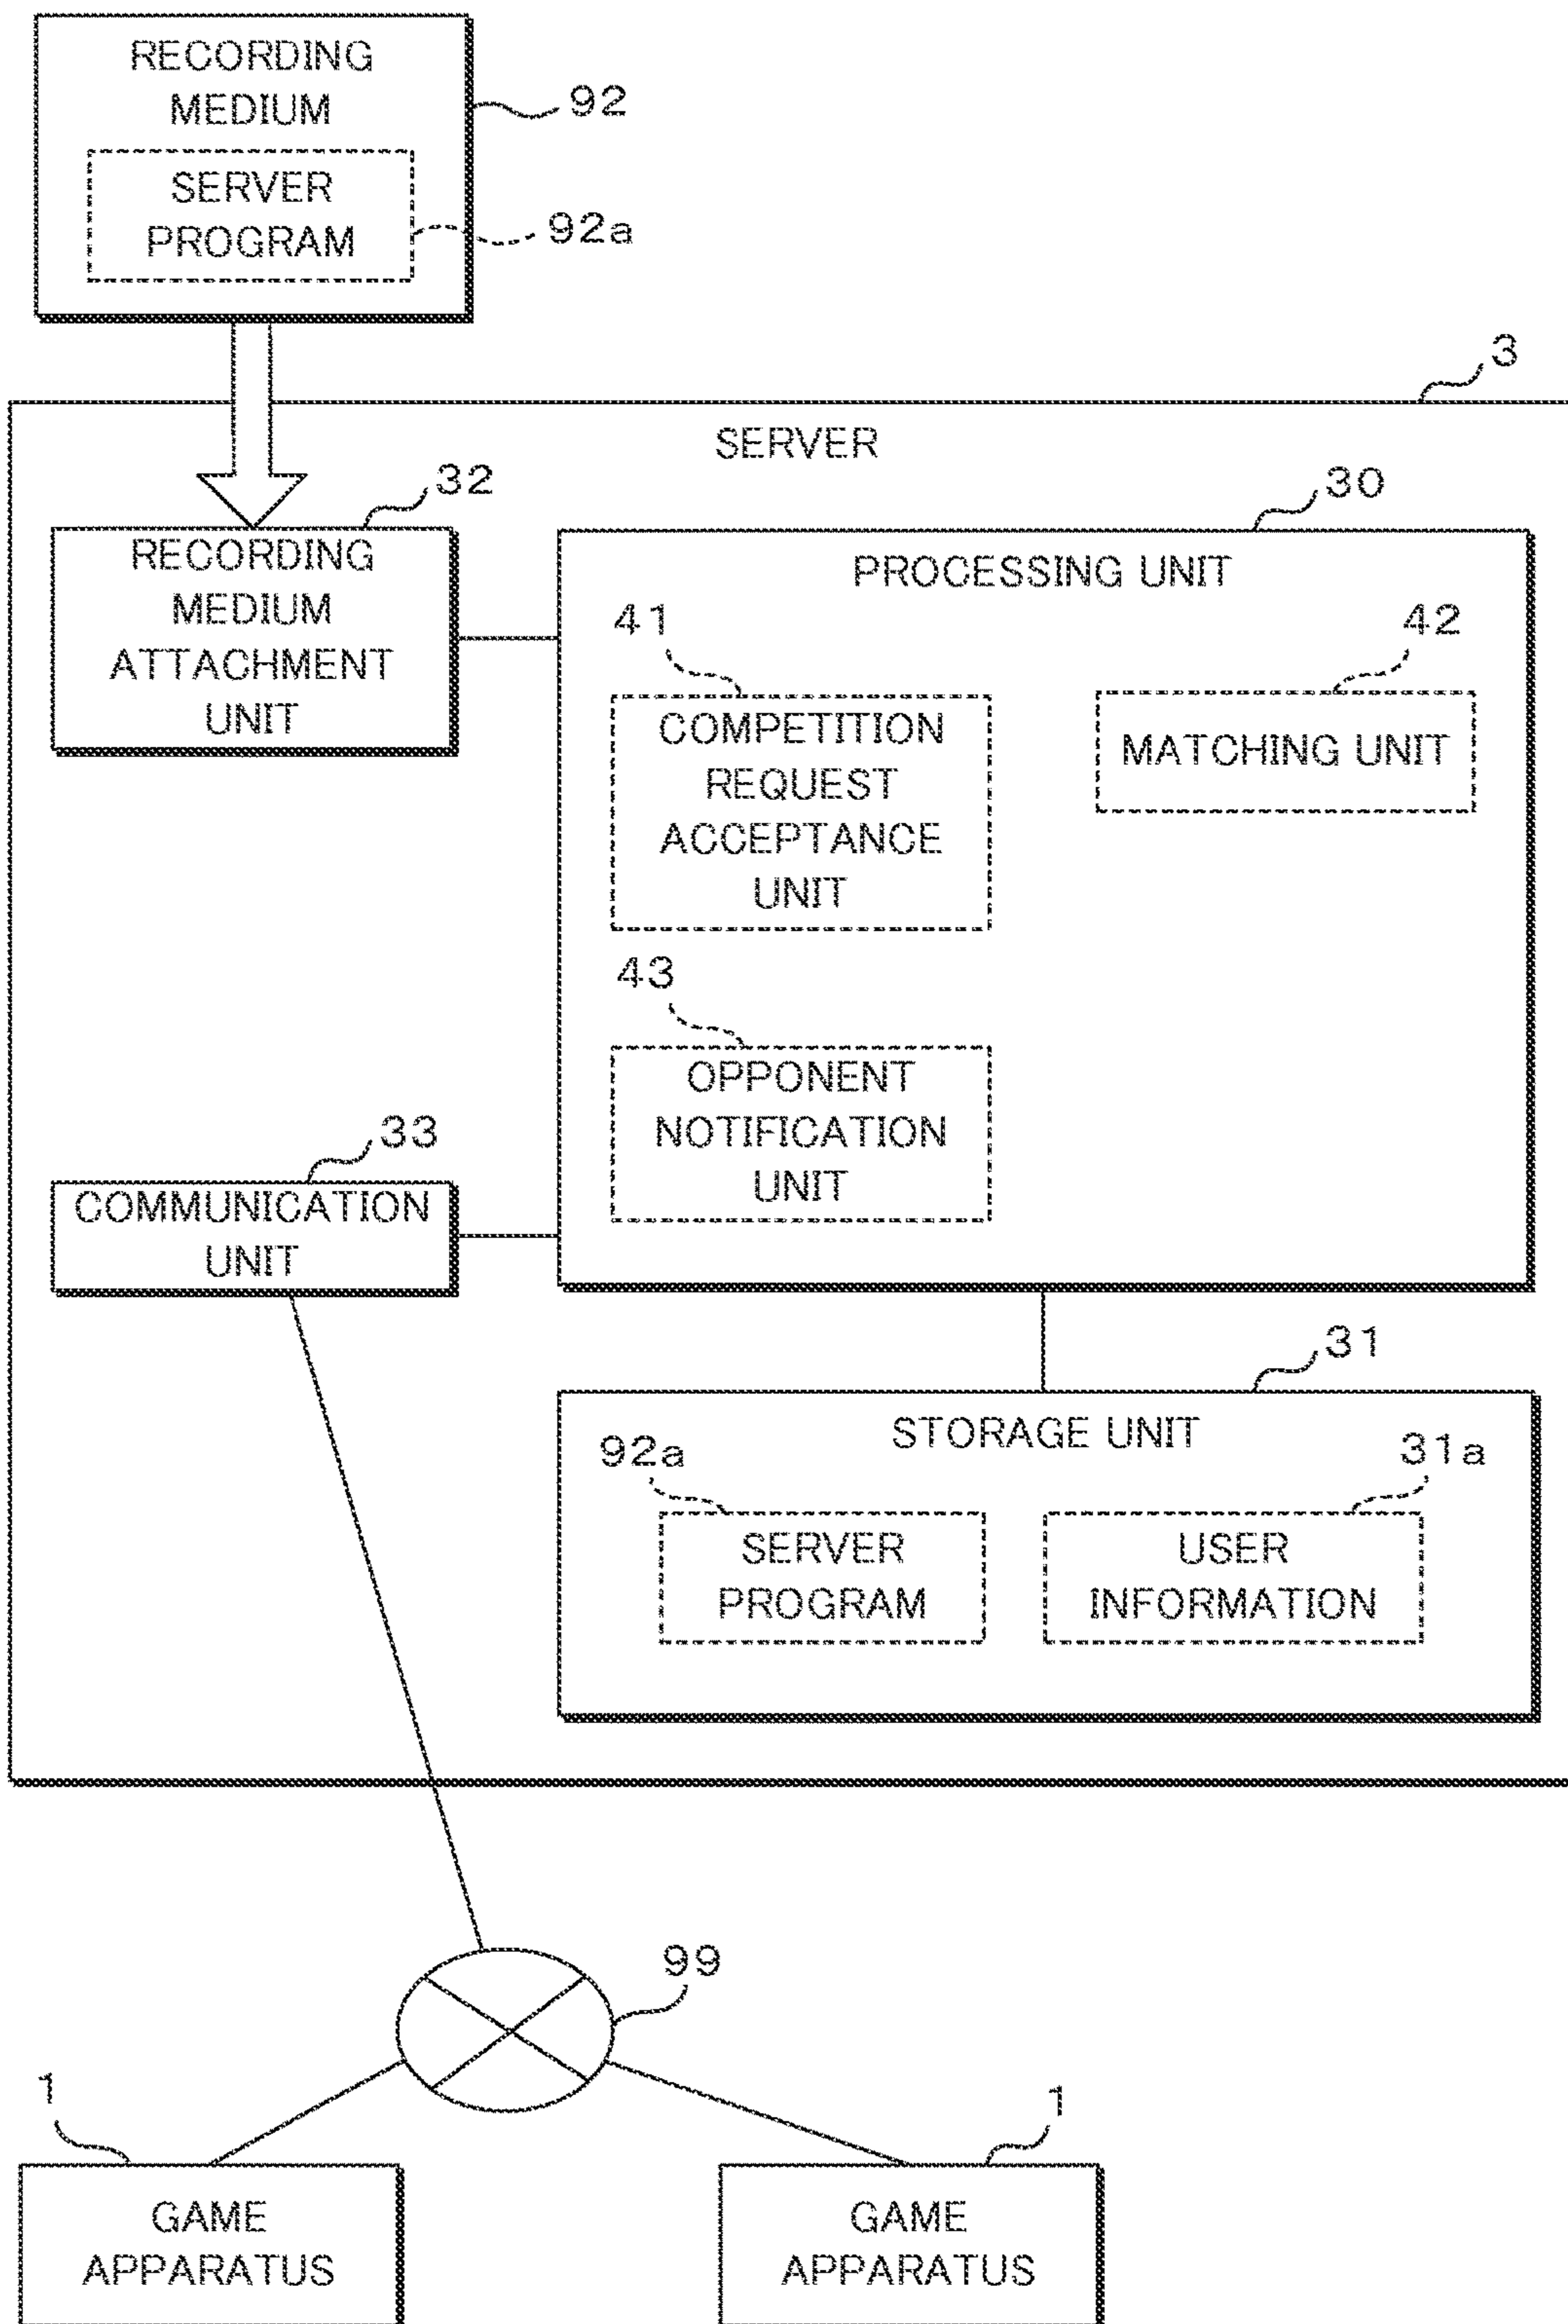 RECORDING
MEDIUM
92
SERVER
PROGRAM
92a
3
SERVER
32
30
RECORDING
MEDIUM
ATTACHMENT
UNIT
PROCESSING UNIT
41
42
COMPETITION
REQUEST
ACCEPTANCE
UNIT
MATCHING UNIT
43
OPPONENT
NOTIFICATION
UNIT
33
COMMUNICATION
UNIT
31
STORAGE UNIT
92a
31a
SERVER
PROGRAM
USER
INFORMATION
99
1
1
GAME
APPARATUS
GAME
APPARATUS